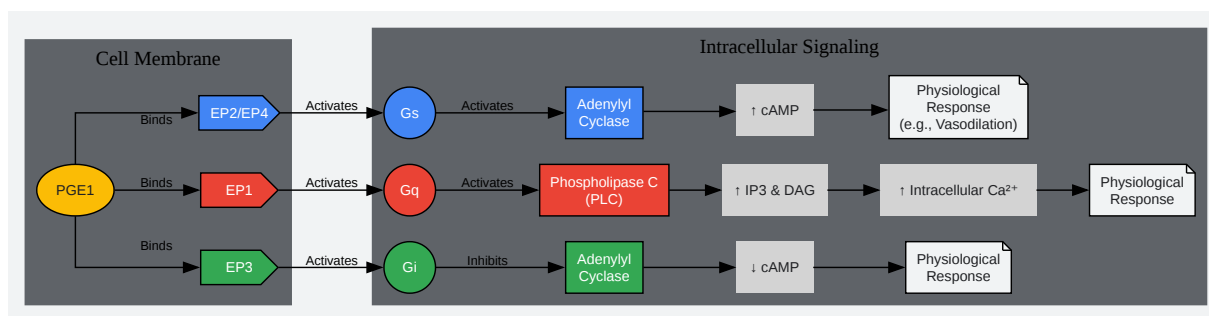 Cell Membrane
Intracellular Signaling
Binds
EP2/EP4
Activates
Gs
Activates
Adenylyl
Cyclase
↑ cAMP
Physiological
Response
(e.g., Vasodilation)
PGE1
Binds
EP1
Activates
Gq
Activates
Phospholipase C
(PLC)
↑ IP3 & DAG
↑ Intracellular Ca²⁺
Physiological
Response
Binds
EP3
Activates
Gi
Inhibits
Adenylyl
Cyclase
↓ cAMP
Physiological
Response